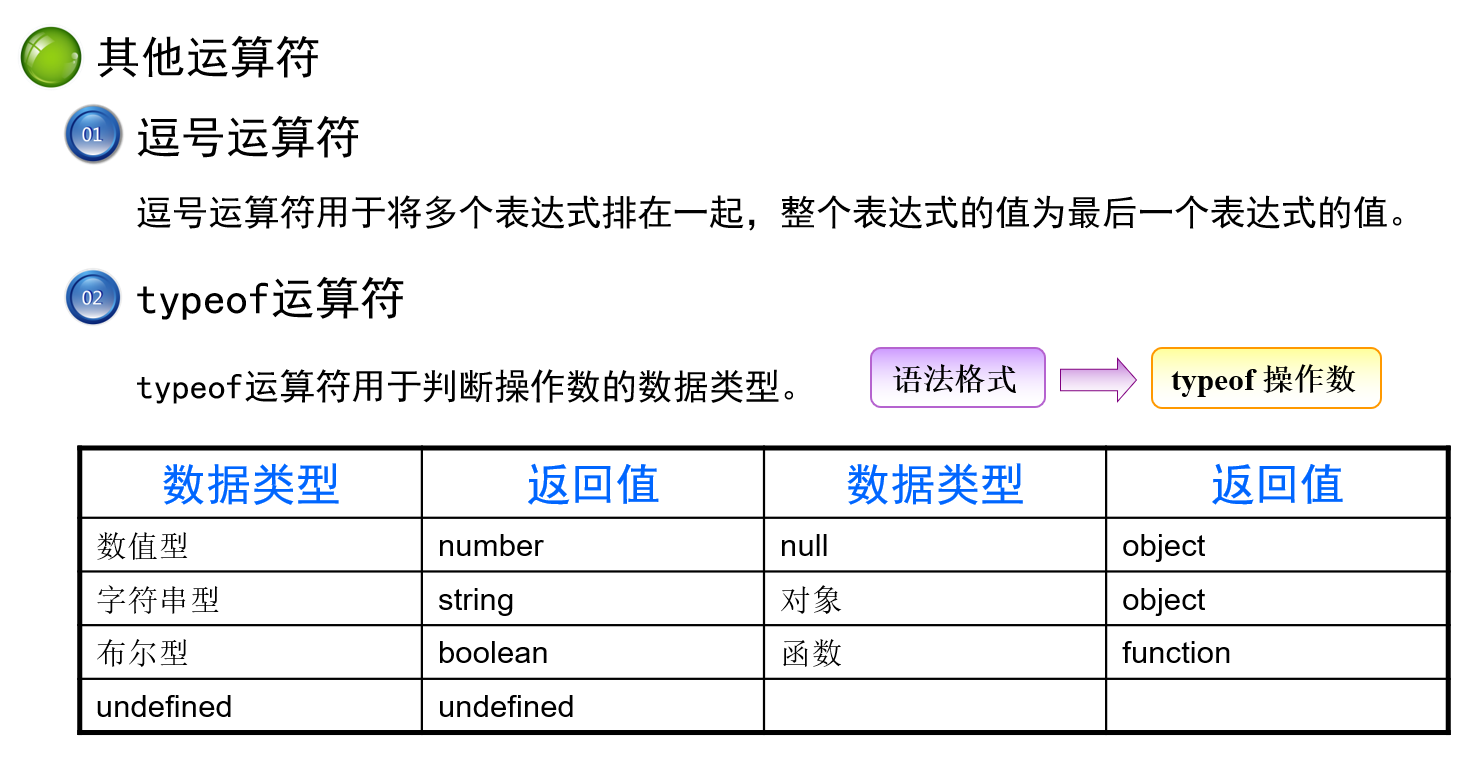 其他运算符
01 逗号运算符
逗号运算符用于将多个表达式排在一起，整个表达式的值为最后一个表达式的值。
02 typeof运算符
typeof运算符用于判断操作数的数据类型。 语法格式 typeof 操作数
数据类型 返回值 数据类型 返回值
数值型 number null object
字符串型 string 对象 object
布尔型 boolean 函数 function
undefined undefined